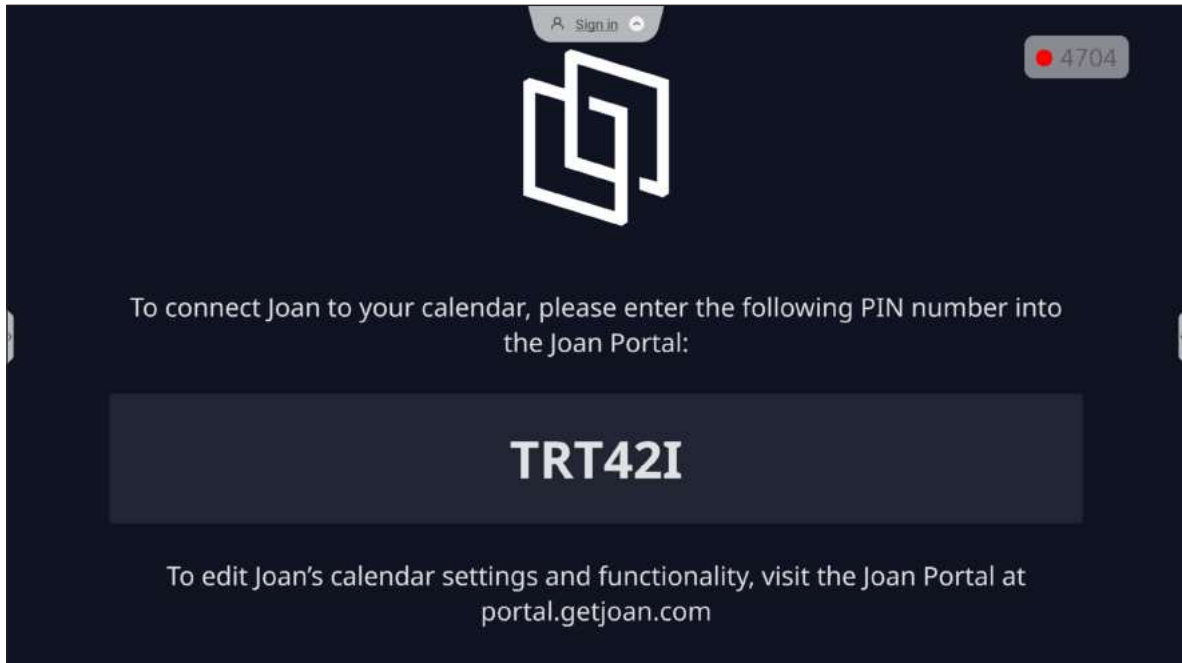 Sign in
4704
To connect Joan to your calendar, please enter the following PIN number into
the Joan Portal:
TRT42I
To edit Joan’s calendar settings and functionality, visit the Joan Portal at
portal.getjoan.com